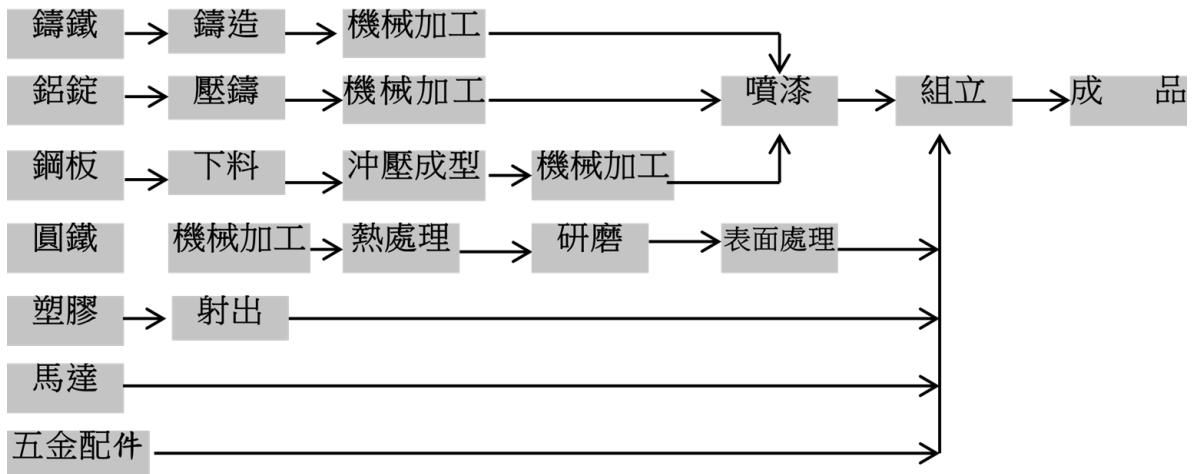 鑄鐵 鑄造 機械加工
鋁錠 壓鑄 機械加工 噴漆 組立 成 品
鋼板 下料 沖壓成型 機械加工
圓鐵 機械加工 熱處理 研磨 表面處理
塑膠 射出
馬達
五金配件